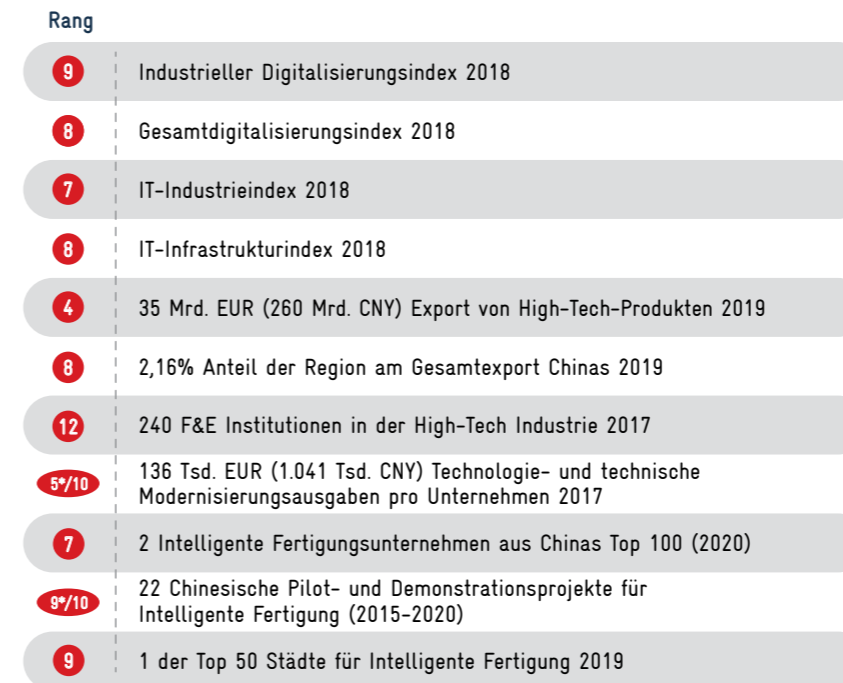 Rang
9 Industrieller Digitalisierungsindex 2018
8 Gesamtdigitalisierungsindex 2018
7 IT-Industrieindex 2018
8 IT-Infrastrukturindex 2018
4 35 Mrd. EUR (260 Mrd. CNY) Export von High-Tech-Produkten 2019
8 2,16% Anteil der Region am Gesamtexport Chinas 2019
12 240 F&E Institutionen in der High-Tech Industrie 2017
5*/10 136 Tsd. EUR (1.041 Tsd. CNY) Technologie- und technische
Modernisierungsausgaben pro Unternehmen 2017
7 2 Intelligente Fertigungsunternehmen aus Chinas Top 100 (2020)
9*/10 22 Chinesische Pilot- und Demonstrationsprojekte für
Intelligente Fertigung (2015-2020)
9 1 der Top 50 Städte für Intelligente Fertigung 2019